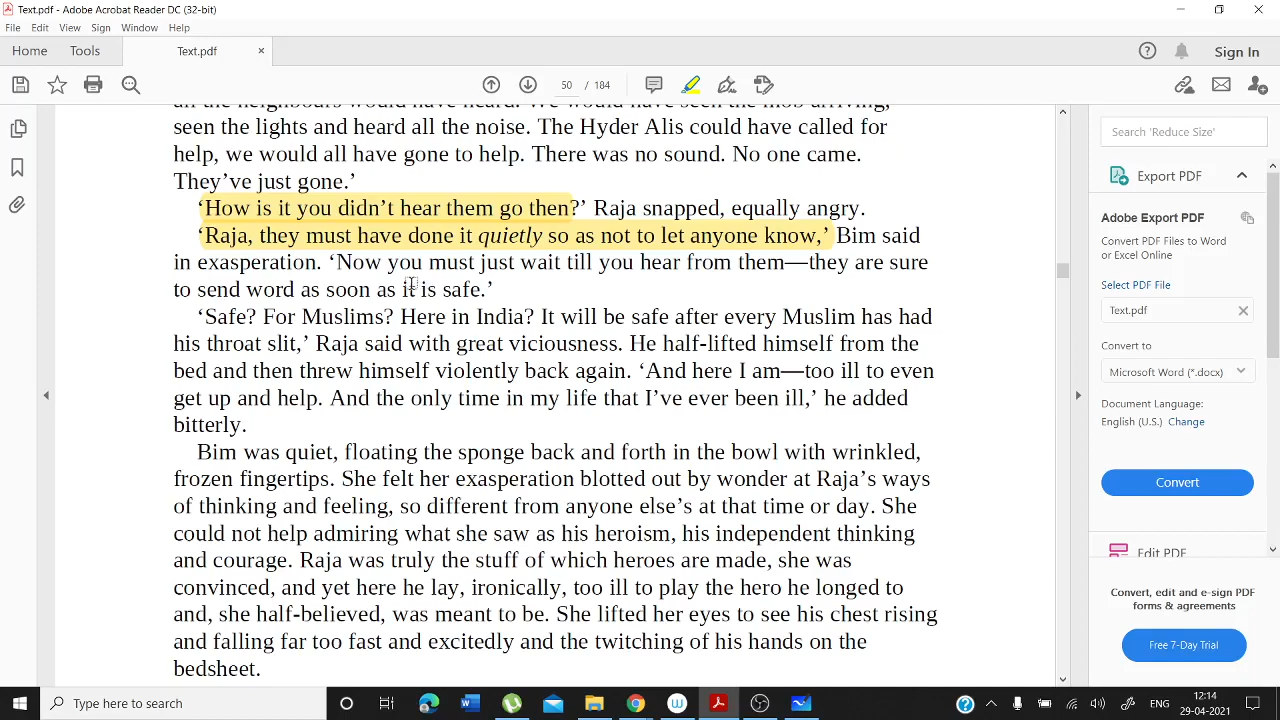 Text.pdf - Adobe Acrobat Reader DC (32-bit)
File Edit View Sign Window Help
Home Tools Text.pdf × Sign In
50 / 184
all the neighbours would have heard. We would have seen the mob arriving,
seen the lights and heard all the noise. The Hyder Alis could have called for
help, we would all have gone to help. There was no sound. No one came.
They’ve just gone.’
‘How is it you didn’t hear them go then?’ Raja snapped, equally angry.
‘Raja, they must have done it quietly so as not to let anyone know,’ Bim said
in exasperation. ‘Now you must just wait till you hear from them—they are sure
to send word as soon as it is safe.’
‘Safe? For Muslims? Here in India? It will be safe after every Muslim has had
his throat slit,’ Raja said with great viciousness. He half-lifted himself from the
bed and then threw himself violently back again. ‘And here I am—too ill to even
get up and help. And the only time in my life that I’ve ever been ill,’ he added
bitterly.
Bim was quiet, floating the sponge back and forth in the bowl with wrinkled,
frozen fingertips. She felt her exasperation blotted out by wonder at Raja’s ways
of thinking and feeling, so different from anyone else’s at that time or day. She
could not help admiring what she saw as his heroism, his independent thinking
and courage. Raja was truly the stuff of which heroes are made, she was
convinced, and yet here he lay, ironically, too ill to play the hero he longed to
and, she half-believed, was meant to be. She lifted her eyes to see his chest rising
and falling far too fast and excitedly and the twitching of his hands on the
bedsheet.
Search 'Reduce Size'
Export PDF
Adobe Export PDF
Convert PDF Files to Word
or Excel Online
Select PDF File
Text.pdf
Convert to
Microsoft Word (*.docx)
Document Language:
English (U.S.) Change
Convert
Edit PDF
Convert, edit and e-sign PDF
forms & agreements
Free 7-Day Trial
Type here to search
ENG
12:14
29-04-2021